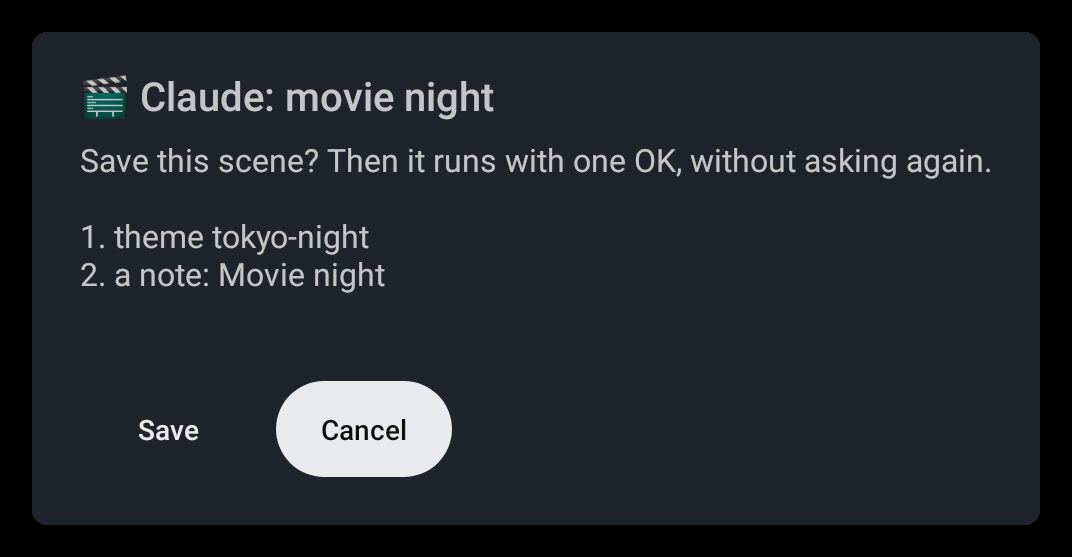 Claude: movie night
Save this scene? Then it runs with one OK, without asking again.
1. theme tokyo-night
2. a note: Movie night
Save
Cancel